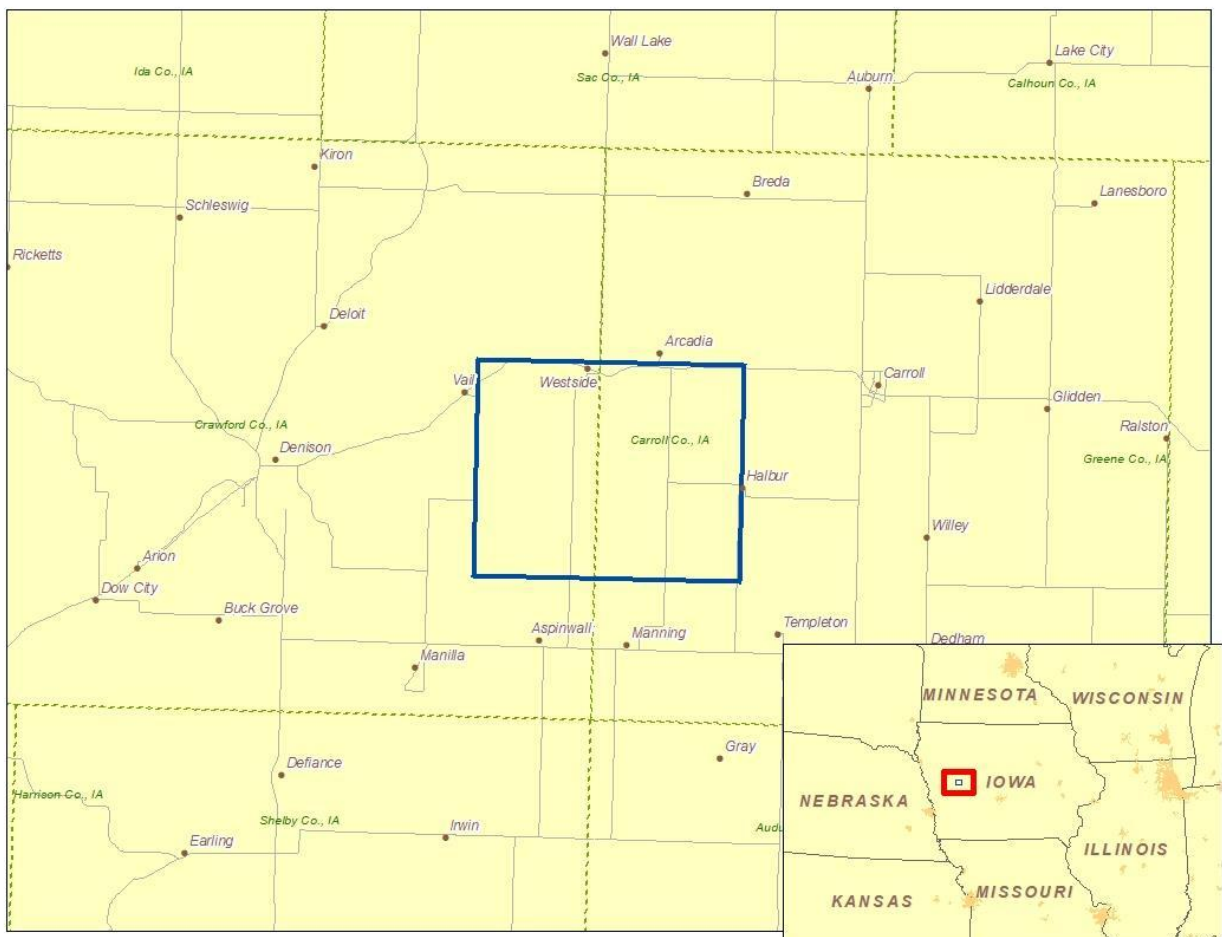 Wall Lake
Lake City
Ida Co., IA
Sac Co., IA
Auburn
Calhoun Co., IA
Kiron
Breda
Lanesboro
Schleswig
Ricketts
Lidderdale
Deloit
Arcadia
Vail
Westside
Carroll
Glidden
Crawford Co., IA
Carroll Co., IA
Ralston
Denison
Greene Co., IA
Halbur
Willey
Arion
Dow City
Buck Grove
Aspinwall
Manning
Templeton
Dedham
Manilla
Gray
Defiance
Harrison Co., IA
Shelby Co., IA
Irwin
Audu
Earling
MINNESOTA
WISCONSIN
IOWA
NEBRASKA
ILLINOIS
MISSOURI
KANSAS